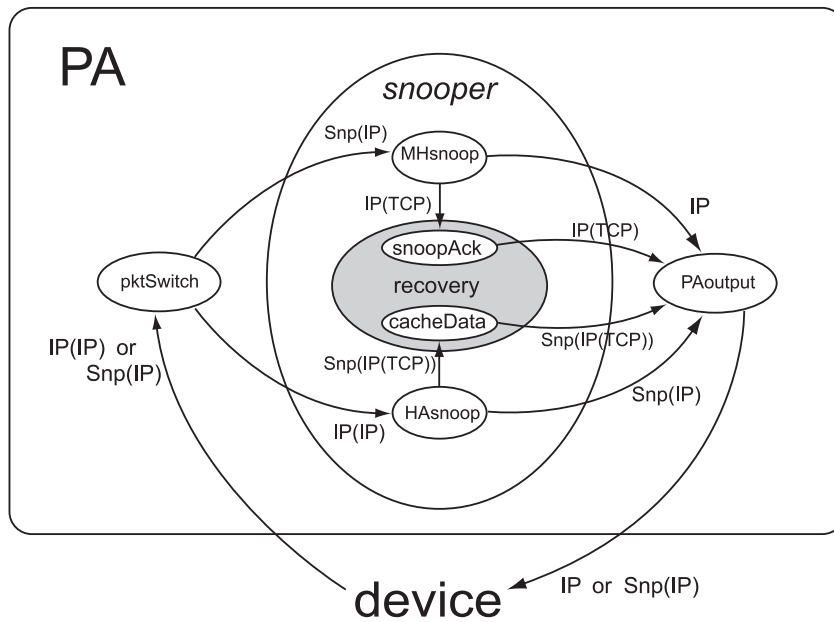 PA
snooper
Snp(IP)
MHsnoop
IP(TCP)
IP
snoopAck
IP(TCP)
pktSwitch
recovery
PAoutput
cacheData
IP(IP) or
Snp(IP)
Snp(IP(TCP))
Snp(IP(TCP))
HAsnoop
Snp(IP)
IP(IP)
device
IP or Snp(IP)